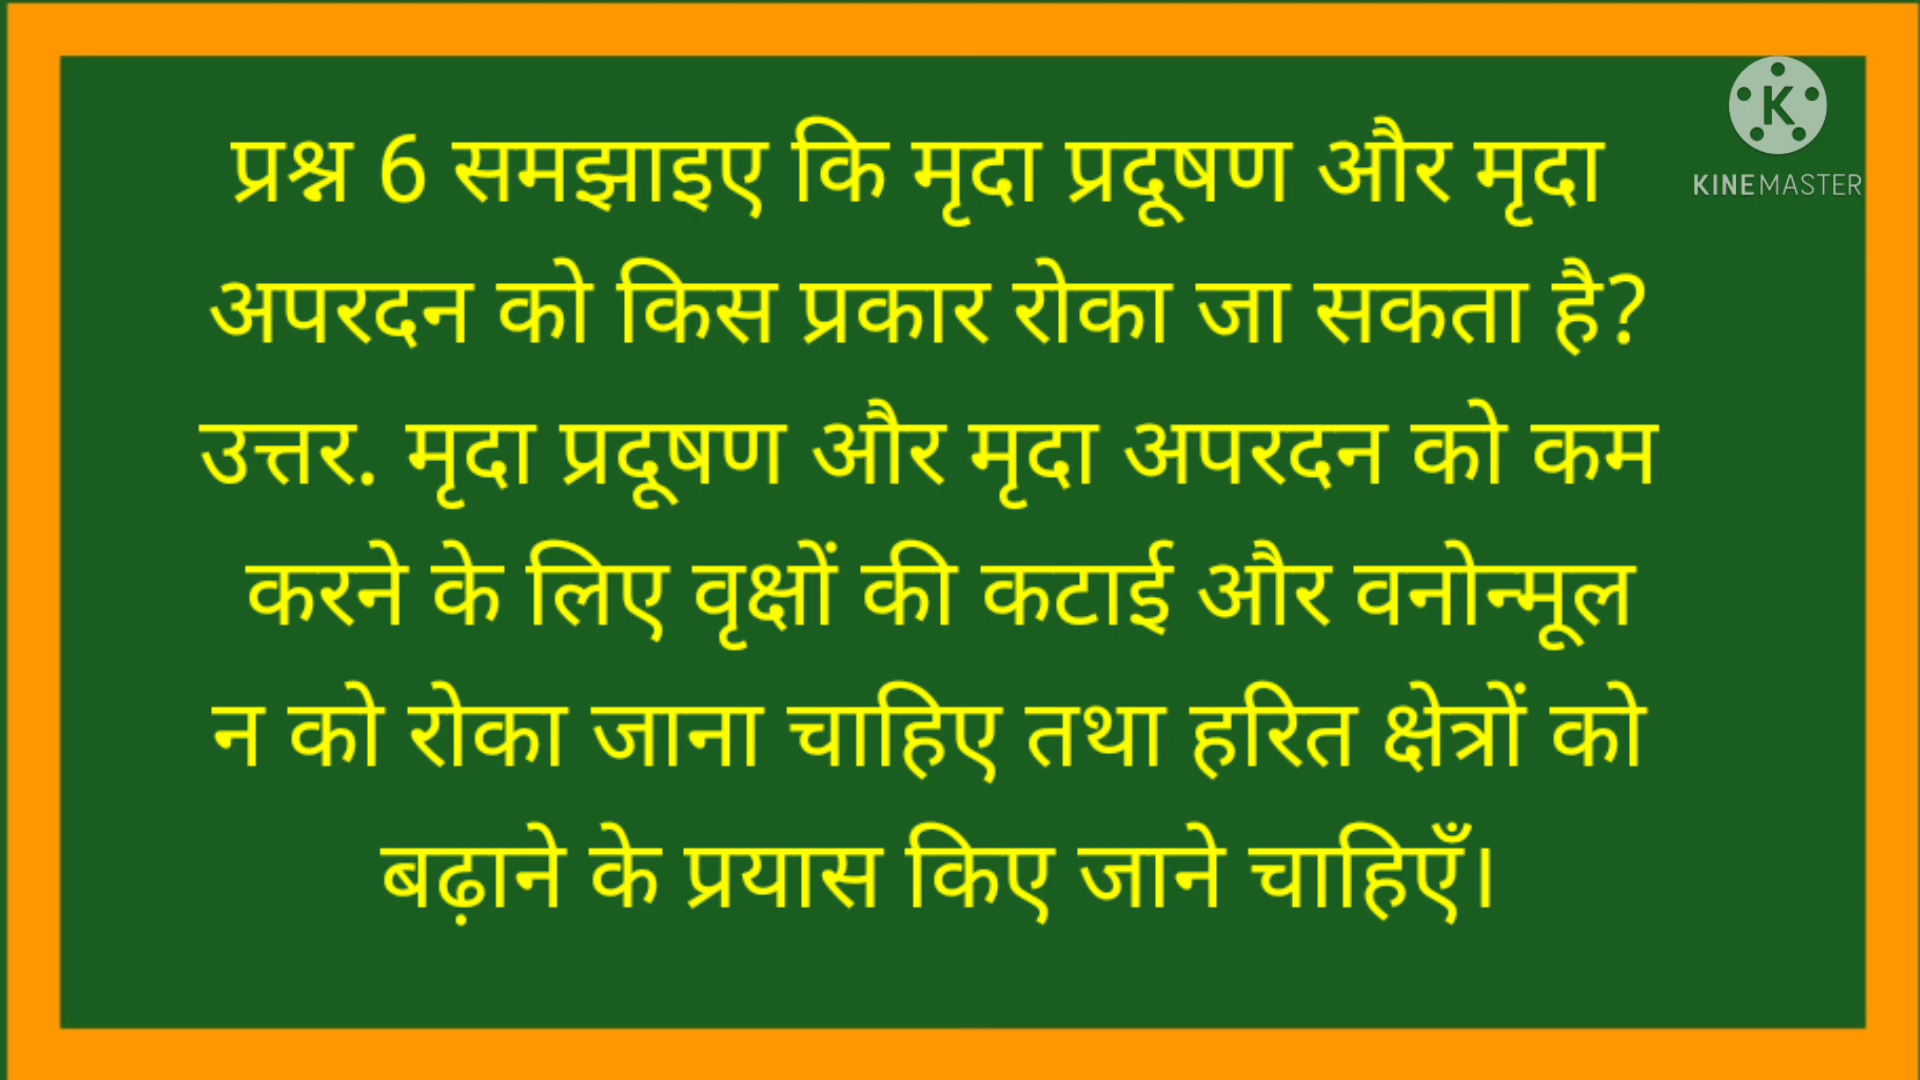 प्रश्न 6 समझाइए कि मृदा प्रदूषण और मृदा
अपरदन को किस प्रकार रोका जा सकता है?
उत्तर. मृदा प्रदूषण और मृदा अपरदन को कम
करने के लिए वृक्षों की कटाई और वनोन्मूल
न को रोका जाना चाहिए तथा हरित क्षेत्रों को
बढ़ाने के प्रयास किए जाने चाहिएँ।
K
KINEMASTER